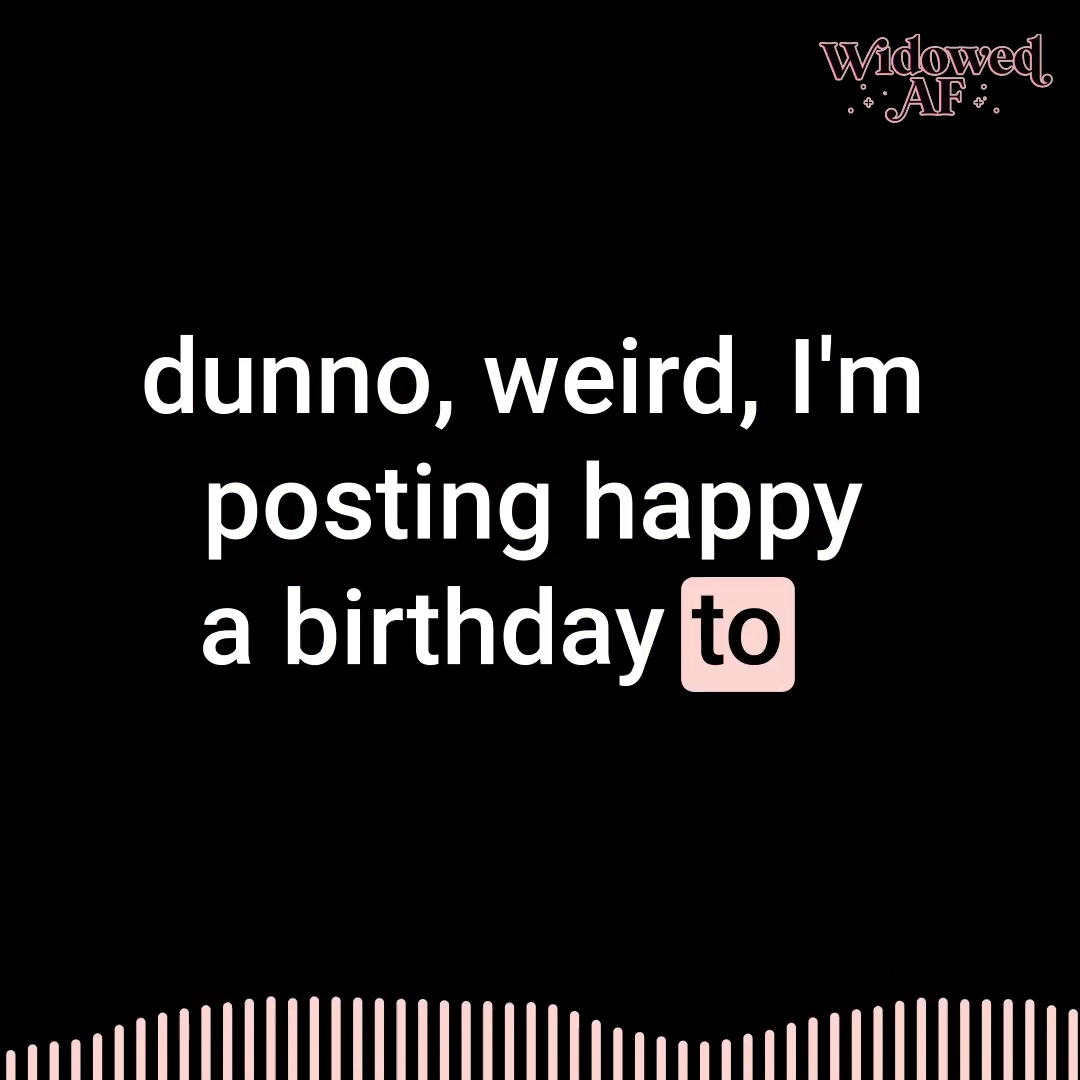 Widowed
AF
dunno, weird, I'm
posting happy
a birthday to